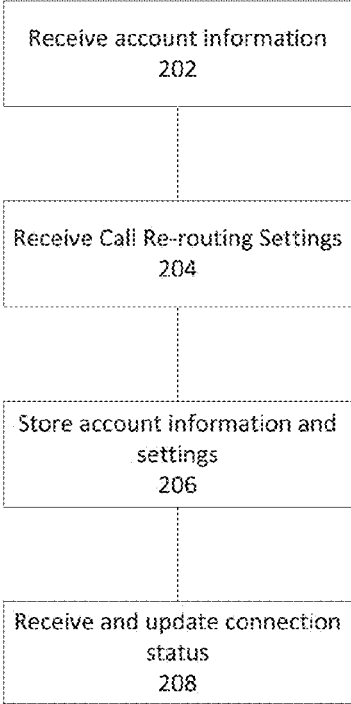 Receive account information
202
Receive Call Re-routing Settings
204
Store account information and
settings
206
Receive and update connection
status
208